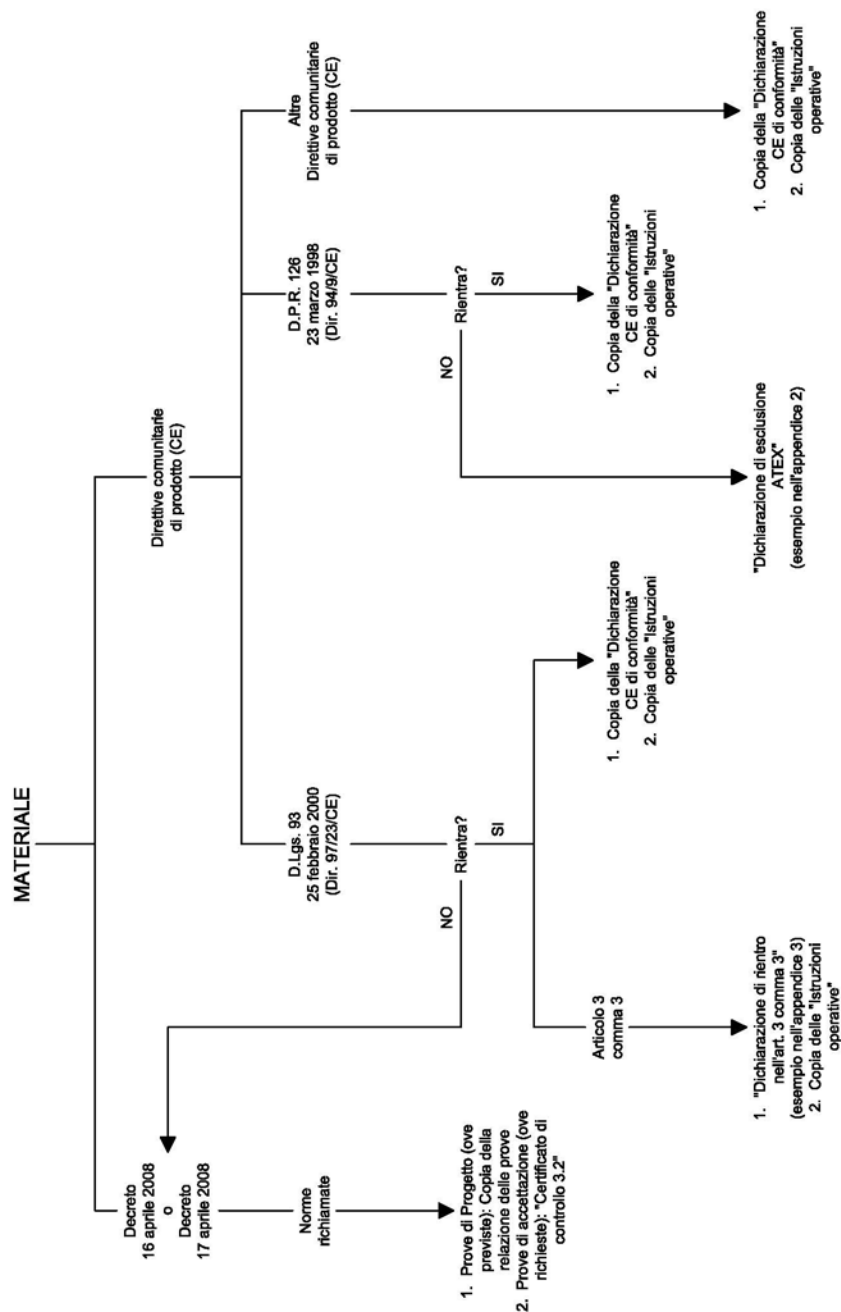 MATERIALE
Decreto
16 aprile 2008
o
Decreto
17 aprile 2008
Norme
richiamate
1. Prove di Progetto (ove
previste): Copia della
relazione delle prove
2. Prove di accettazione (ove
richieste): "Certificato di
controllo 3.2"
Direttive comunitarie
di prodotto (CE)
D.Lgs. 93
25 febbraio 2000
(Dir. 97/23/CE)
Rientra?
NO
SI
Articolo 3
comma 3
1. "Dichiarazione di rientro
nell'art. 3 comma 3"
(esempio nell'appendice 3)
2. Copia delle "Istruzioni
operative"
1. Copia della "Dichiarazione
CE di conformità"
2. Copia delle "Istruzioni
operative"
D.P.R. 126
23 marzo 1998
(Dir. 94/9/CE)
Rientra?
NO
SI
"Dichiarazione di esclusione
ATEX"
(esempio nell'appendice 2)
1. Copia della "Dichiarazione
CE di conformità"
2. Copia delle "Istruzioni
operative"
Altre
Direttive comunitarie
di prodotto (CE)
1. Copia della "Dichiarazione
CE di conformità"
2. Copia delle "Istruzioni
operative"